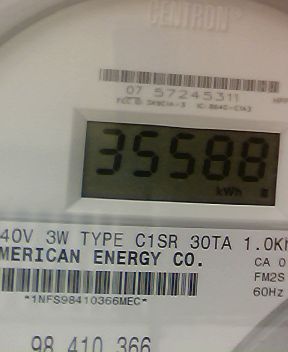 CENTRON®
07 57245311
35588
kWh
40V 3W TYPE C1SR 30TA 1.0K
MERICAN ENERGY CO.
CA 0
FM2S
60Hz
*1NFS98410366MEC*
98 410 366